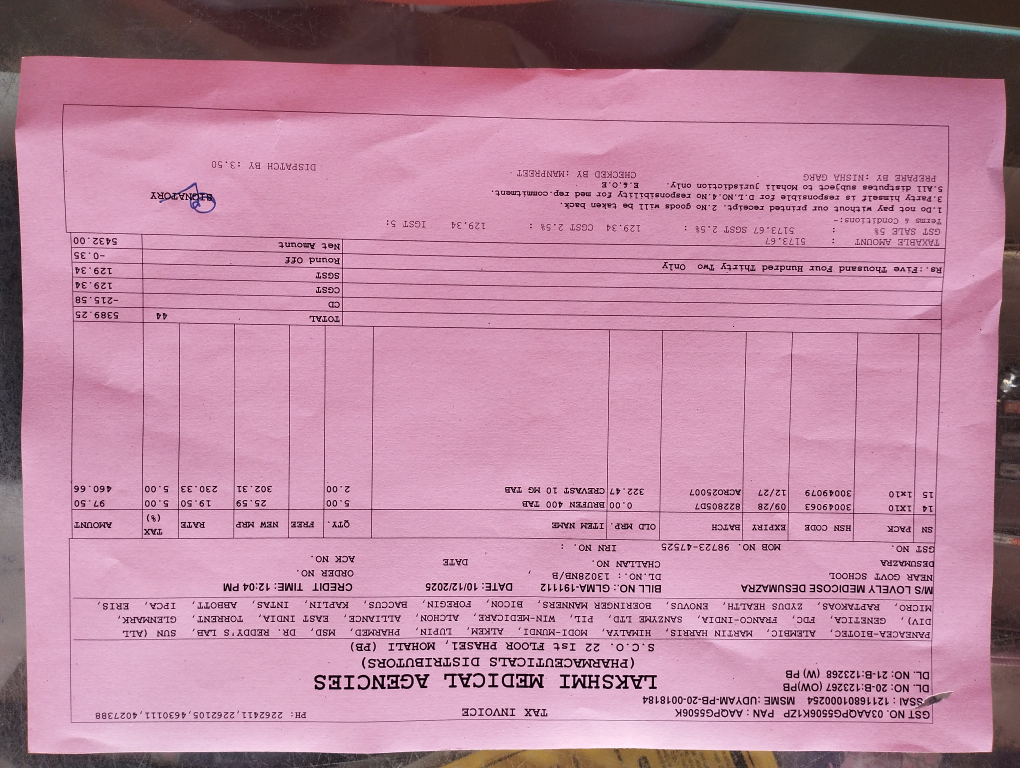 GST NO. 03AAQPG5506K1ZP PAN : AAQPG5506K TAX INVOICE PH: 2262411,2262105,4630111,4027388
SSAI : 12116801000254 MSME :UDYAM-PB-20-0018184
DL. NO: 20-B:123267 (OW)PB
DL. NO: 21-B:123268 (W) PB
LAKSHMI MEDICAL AGENCIES
(PHARMACEUTICALS DISTRIBUTORS)
S.C.O. 22 1St FLOOR PHASE1, MOHALI (PB)
PANACEA-BIOTEC, ALEMBIC, MARTIN HARRIS, HIMALYA, MODI-MUNDI, ALKEM, LUPIN, PHARMED, MSD, DR. REDDY'S LAB, SUN (ALL
DIV), GENETICA, FDC, FRANCO-INDIA, SANZYME LTD, PIL, WIN-MEDICARE, ALCHON, ALLIANCE, EAST INDIA, TORRENT, GLENMARK,
MICRO, RAPTAKOAS, ZYDUS HEALTH, ENOVUS, BOERINGER MANNERS, BICON, FOREGIN, BACCUS, KAPLIN, INTAS, ABBOTT, IPCA, ERIS,
M/S LOVELY MEDICOSE DESUMAZRA BILL NO.: GLMA-191112 DATE: 10/12/2025 CREDIT TIME: 12:04 PM
NEAR GOVT SCHOOL DL.NO.: 13028NB/B ORDER NO.
DESUMAZRA CHALLAN NO. DATE ACK NO.
GST NO. MOB NO. 98723-47525 IRN NO. :
SN PACK HSN CODE EXPIRY BATCH OLD MRP. ITEM NAME QTY. FREE NEW MRP RATE TAX (%) AMOUNT
14 1X10 30049063 09/28 82280507 0.00 BRUFEN 400 TAB 5.00 25.59 19.50 5.00 97.50
15 1x10 30049079 12/27 ACRO25007 322.47 CREVAST 10 MG TAB 2.00 302.31 230.33 5.00 460.66
TOTAL 44 5389.25
CD -215.58
CGST 129.34
SGST 129.34
Rs.:Five Thousand Four Hundred Thirty Two Only Round Off -0.35
Net Amount 5432.00
TAXABLE AMOUNT : 5173.67
GST SALE 5% : 5173.67 SGST 2.5% : 129.34 CGST 2.5% : 129.34 IGST 5:
Terms & Conditions:-
1.Do not pay without our printed receipt. 2.No goods will be taken back.
3.Party himself is responsible for D.L.NO.4.No responsibility for med rep.commitment.
5.All distputes subject to Mohali jurisdiction only. E.&.O.E
SIGNATORY
PREPARE BY :NISHA GARG CHECKED BY :MANPREET DISPATCH BY :3.50